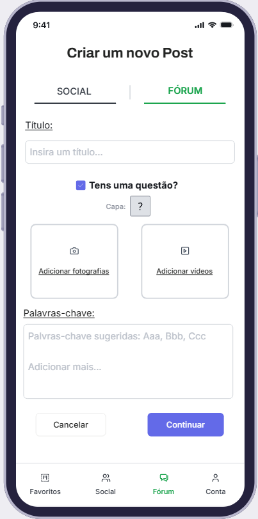 9:41
Criar um novo Post
SOCIAL
FÓRUM
Título:
Insira um título...
Tens uma questão?
Capa:
?
Adicionar fotografias
Adicionar vídeos
Palavras-chave:
Palvras-chave sugeridas: Aaa, Bbb, Ccc
Adicionar mais...
Cancelar
Continuar
Favoritos
Social
Fórum
Conta